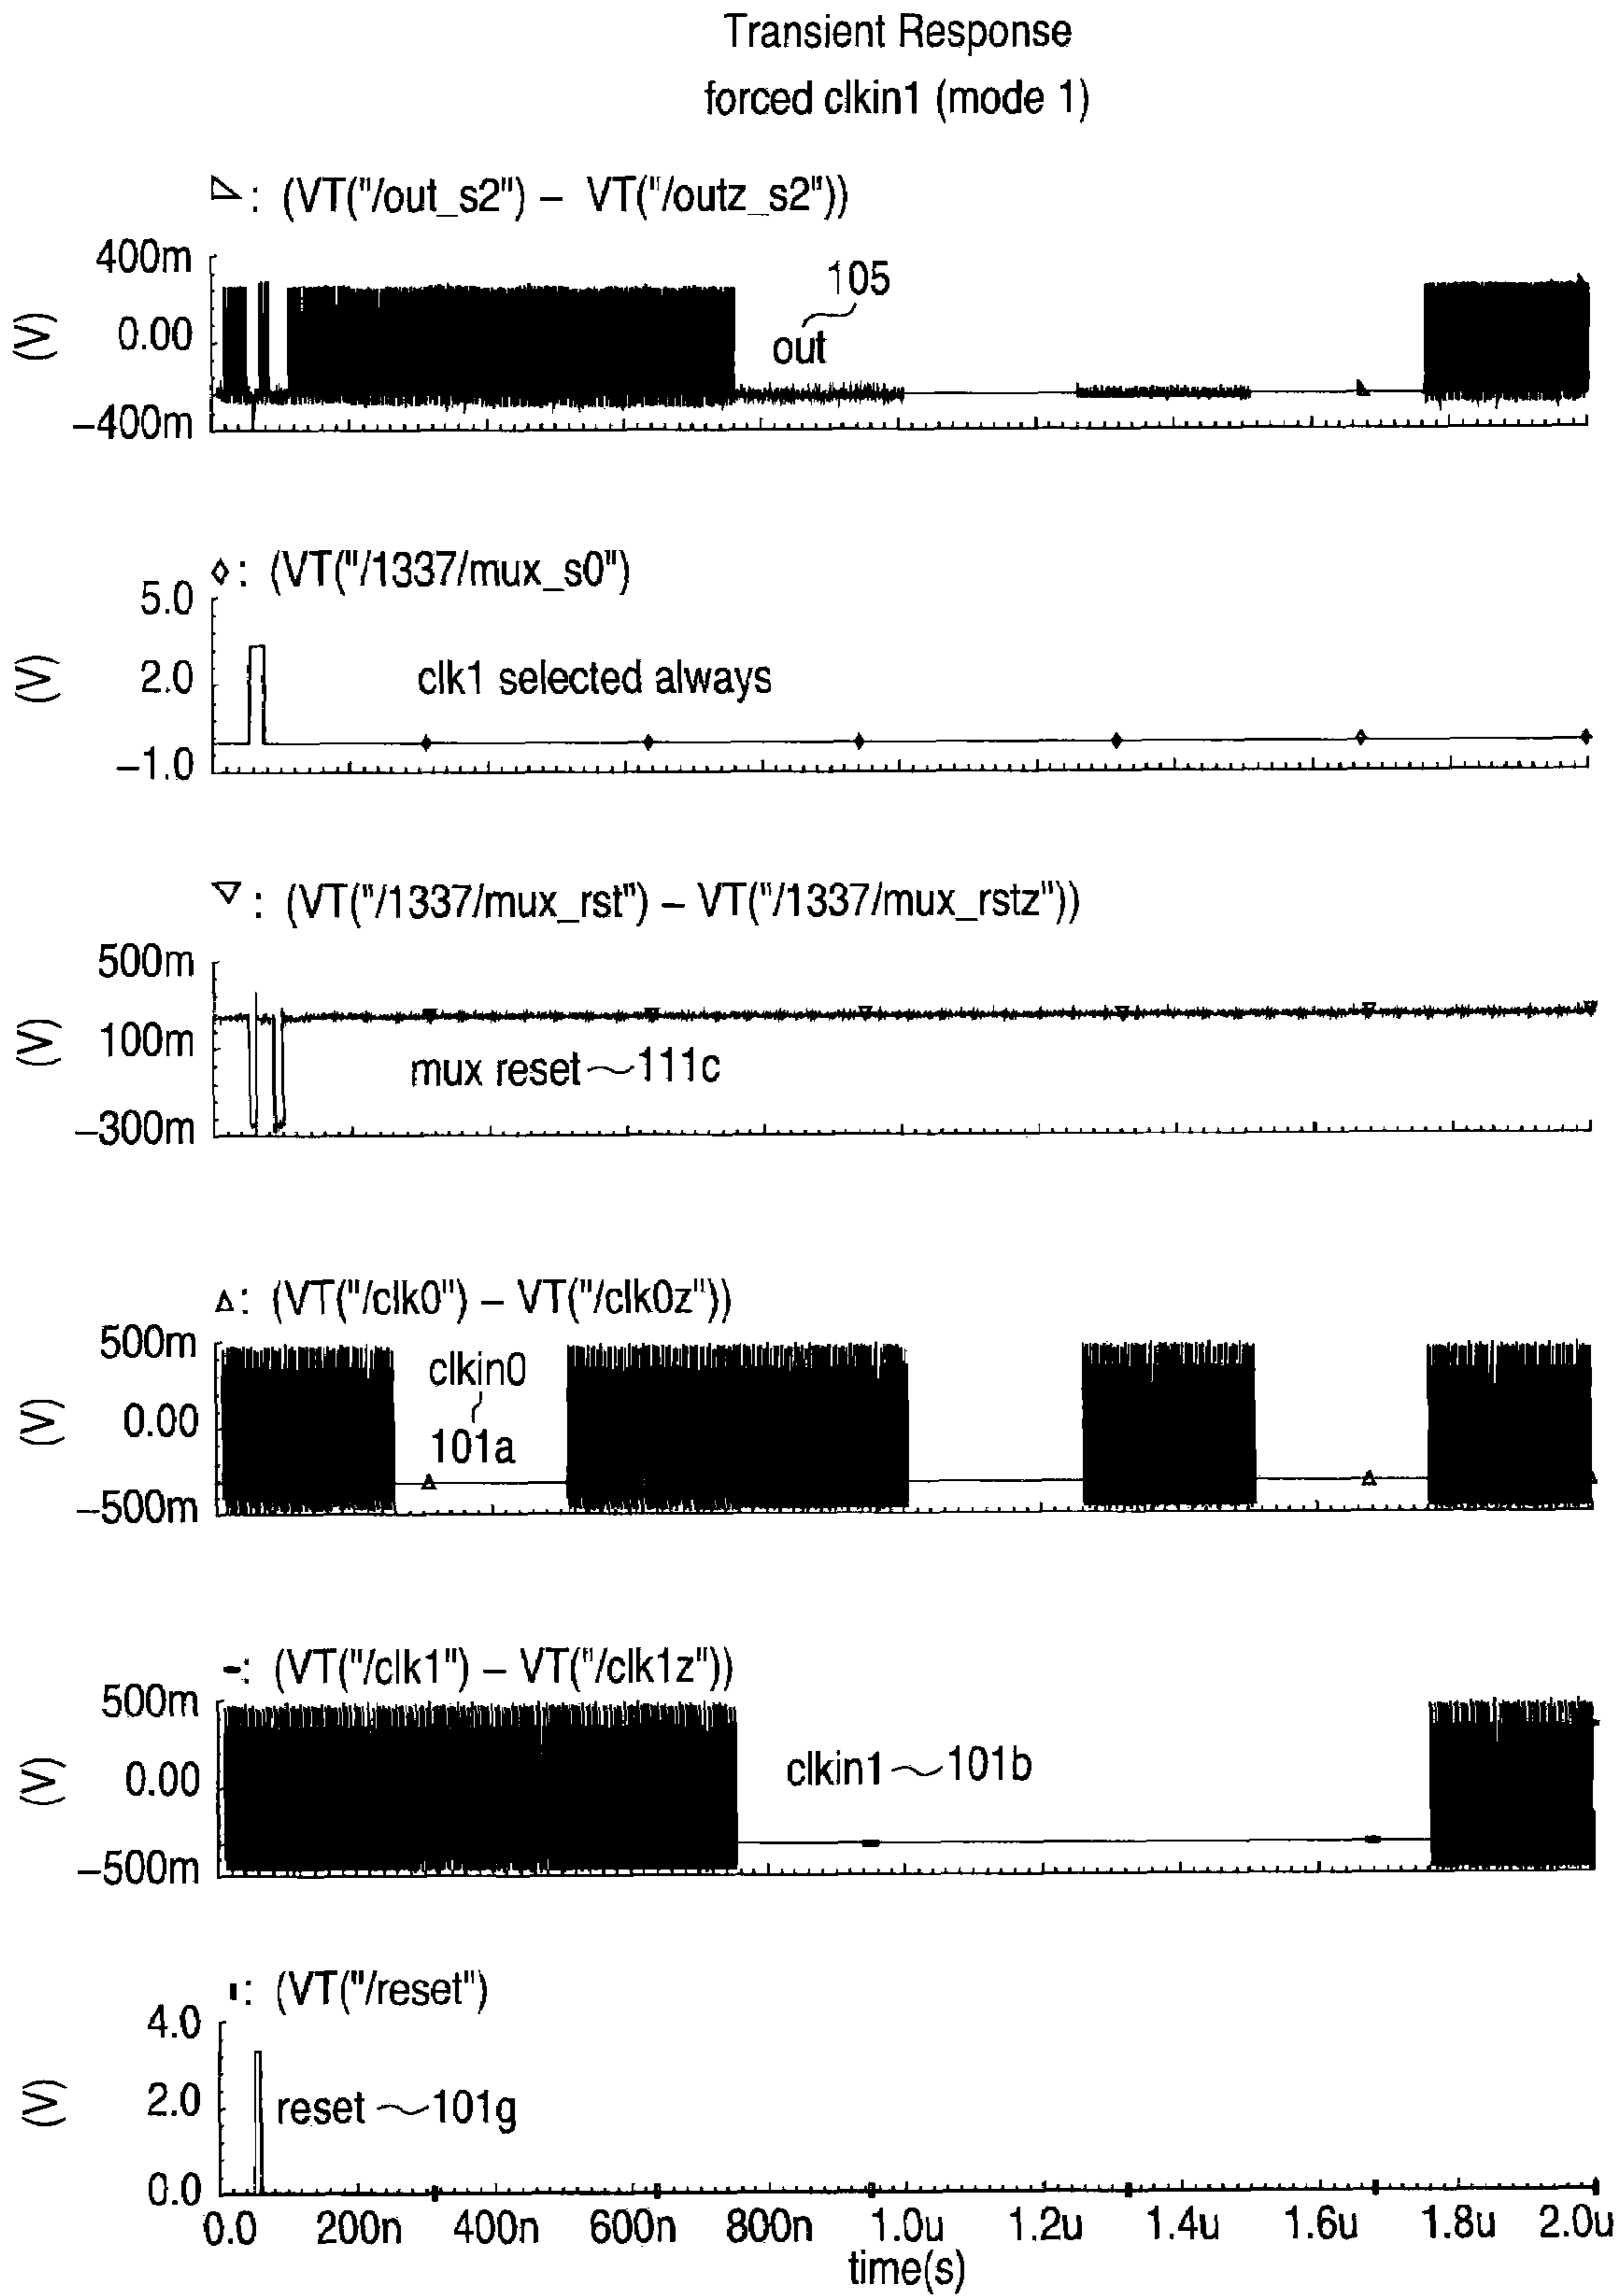 Transient Response
forced clkin1 (mode 1)
: (VT("/out_s2") – VT("/outz_s2"))
400m
0.00
–400m
(V)
105
out
: (VT("/1337/mux_s0")
5.0
2.0
–1.0
(V)
clk1 selected always
: (VT("/1337/mux_rst") – VT("/1337/mux_rstz"))
500m
100m
–300m
(V)
mux reset 111c
: (VT("/clk0") – VT("/clk0z"))
500m
0.00
–500m
(V)
clkin0
101a
: (VT("/clk1") – VT("/clk1z"))
500m
0.00
–500m
(V)
clkin1 101b
: (VT("/reset")
4.0
2.0
0.0
(V)
reset 101g
0.0 200n 400n 600n 800n 1.0u 1.2u 1.4u 1.6u 1.8u 2.0u
time(s)